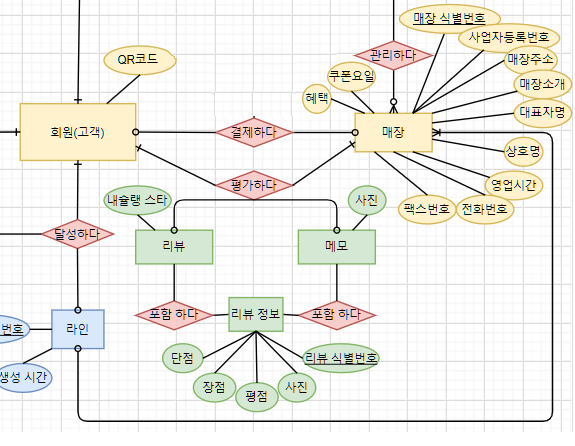 매장 식별번호
사업자등록번호
관리하다
QR코드
매장주소
쿠폰요일
매장소개
혜택
대표자명
회원(고객)
결제하다
매장
상호명
평가하다
영업시간
내슐랭 스타
사진
팩스번호
전화번호
달성하다
리뷰
메모
포함 하다
리뷰 정보
포함 하다
번호
라인
단점
리뷰 식별번호
생성 시간
장점
평점
사진